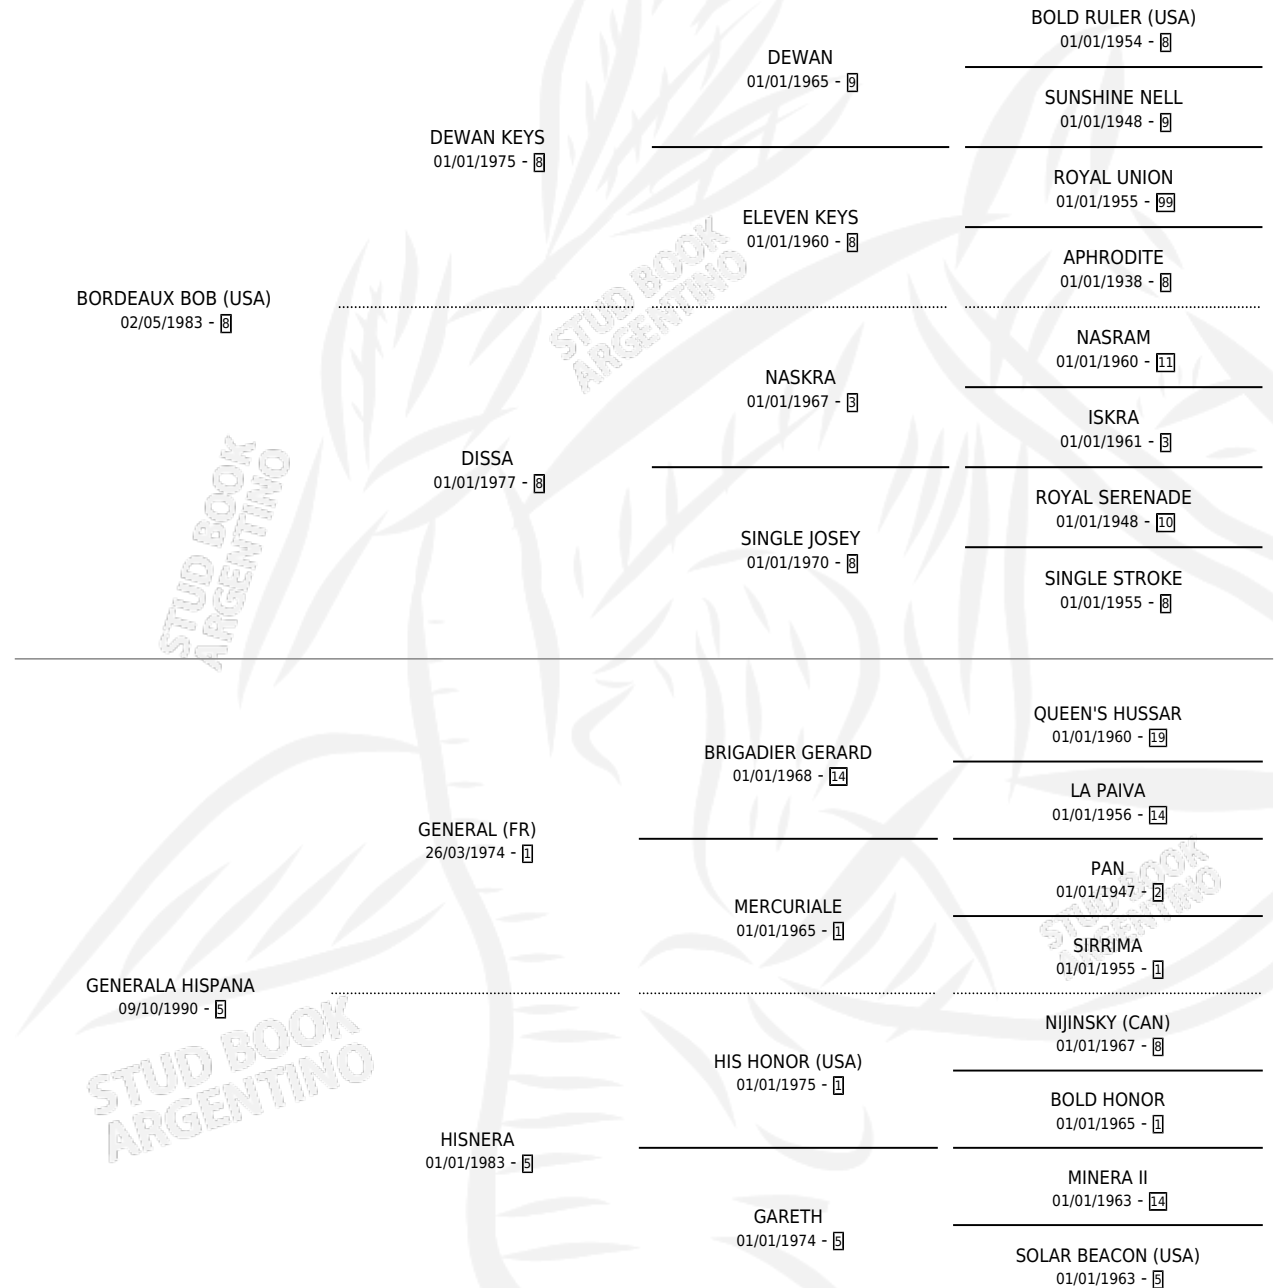 BOLD RULER (USA)
01/01/1954 - 8
DEWAN
01/01/1965 - 9
SUNSHINE NELL
01/01/1948 - 9
DEWAN KEYS
01/01/1975 - 8
ROYAL UNION
01/01/1955 - 99
ELEVEN KEYS
01/01/1960 - 8
APHRODITE
01/01/1938 - 8
BORDEAUX BOB (USA)
02/05/1983 - 8
STUD BOOK
ARGENTINO
NASRAM
01/01/1960 - 11
NASKRA
01/01/1967 - 3
ISKRA
01/01/1961 - 3
DISSA
01/01/1977 - 8
ROYAL SERENADE
01/01/1948 - 10
SINGLE JOSEY
01/01/1970 - 8
SINGLE STROKE
01/01/1955 - 8
STUD BOOK
ARGENTINO
QUEEN'S HUSSAR
01/01/1960 - 19
BRIGADIER GERARD
01/01/1968 - 14
LA PAIVA
01/01/1956 - 14
GENERAL (FR)
26/03/1974 - 1
PAN
01/01/1947 - 2
STUD BOOK
ARGENTINO
MERCURIALE
01/01/1965 - 1
SIRRIMA
01/01/1955 - 1
GENERALA HISPANA
09/10/1990 - 5
STUD BOOK
ARGENTINO
NIJINSKY (CAN)
01/01/1967 - 8
HIS HONOR (USA)
01/01/1975 - 1
BOLD HONOR
01/01/1965 - 1
HISNERA
01/01/1983 - 5
MINERA II
01/01/1963 - 14
GARETH
01/01/1974 - 5
SOLAR BEACON (USA)
01/01/1963 - 5